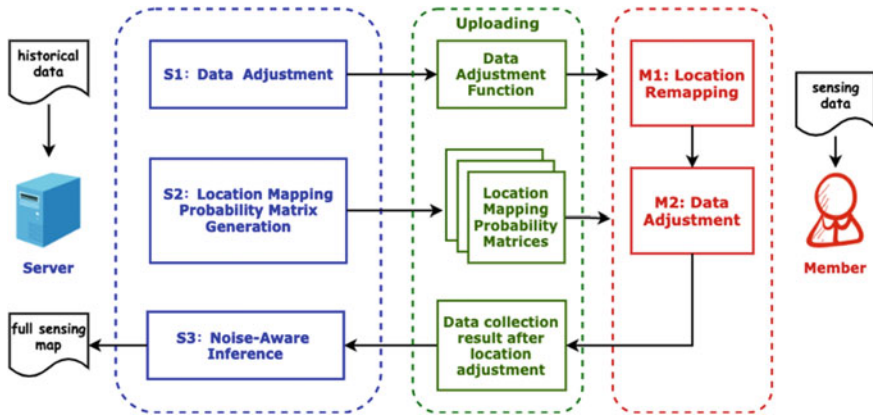 Uploading
historical
data
S1: Data Adjustment
Data
Adjustment
Function
M1: Location
Remapping
sensing
data
S2: Location Mapping
Probability Matrix
Generation
Location
Mapping
Probability
Matrices
M2: Data
Adjustment
Server
Member
full sensing
map
S3: Noise-Aware
Inference
Data collection
result after
location
adjustment